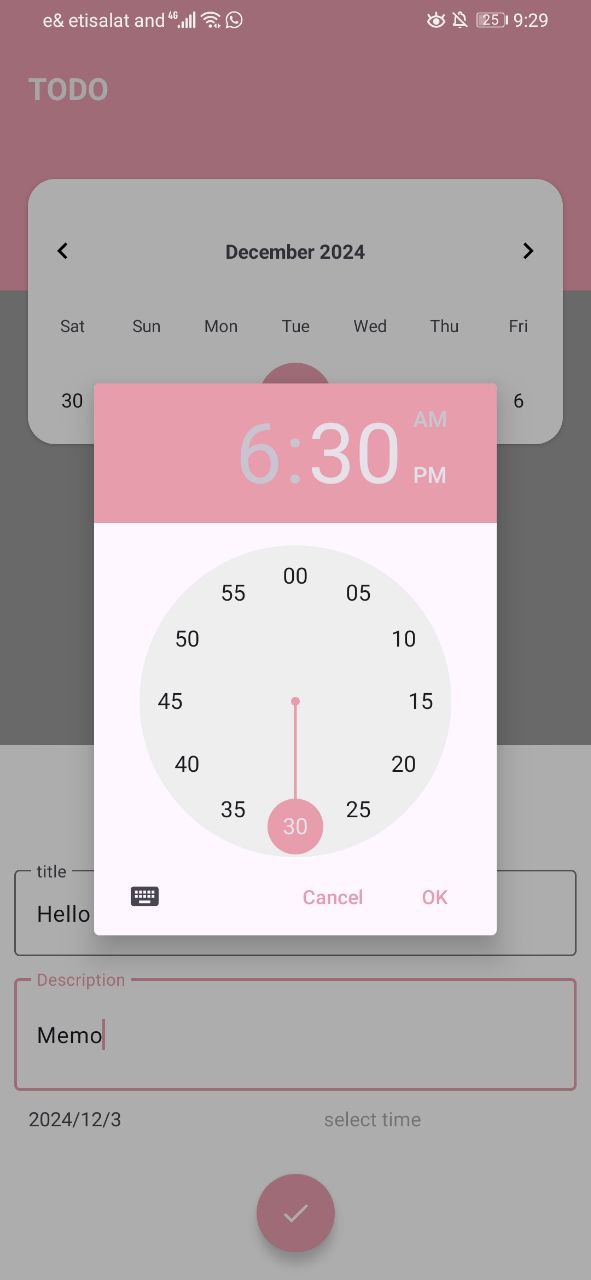 e& etisalat and 4G 25 9:29
TODO
December 2024
Sat Sun Mon Tue Wed Thu Fri
30 6
6:30 AM
PM
00
55 05
50 10
45 15
40 20
35 25
30
Cancel OK
title
Hello
Description
Memo
2024/12/3 select time